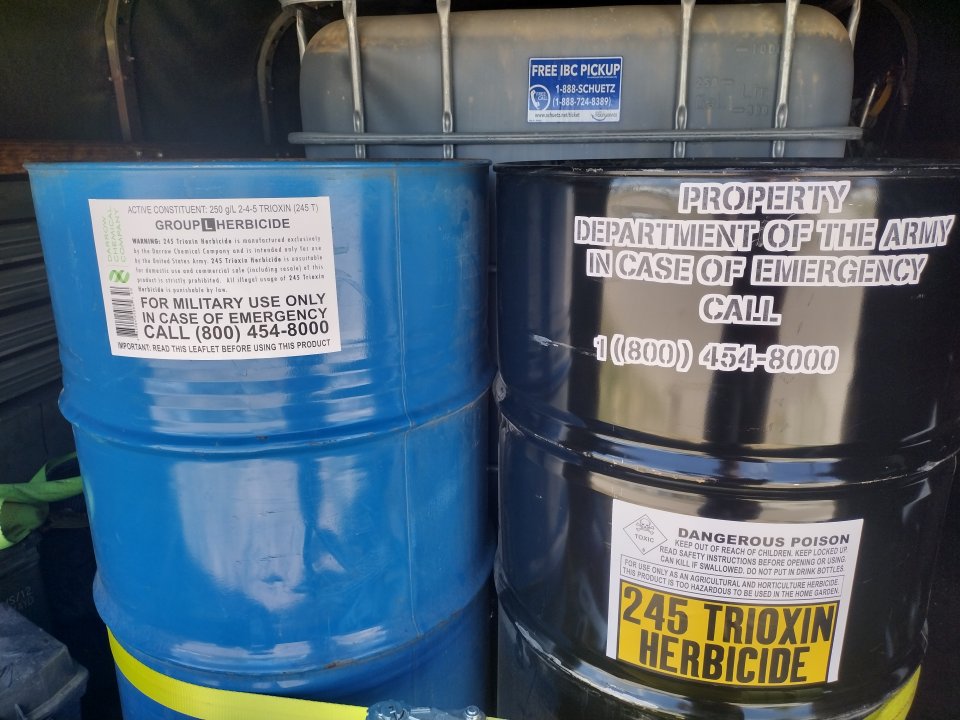 FREE IBC PICKUP
1-888-SCHUETZ
(1-888-724-8389)
www.schuetz.net/ticket
DARROW
CHEMICAL
COMPANY
ACTIVE CONSTITUENT: 250 g/L 2-4-5 TRIOXIN (245 T)
GROUP L HERBICIDE
WARNING: 245 Trioxin Herbicide is manufactured exclusively
by the Darrow Chemical Company and is intended only for use
by the United States Army. 245 Trioxin Herbicide is unsuitable
for domestic use and commercial sale (including resale) of this
product is strictly prohibited. All illegal usage of 245 Trioxin
Herbicide is punishable by law.
FOR MILITARY USE ONLY
IN CASE OF EMERGENCY
CALL (800) 454-8000
IMPORTANT: READ THIS LEAFLET BEFORE USING THIS PRODUCT
PROPERTY
DEPARTMENT OF THE ARMY
IN CASE OF EMERGENCY
CALL
1 ((800)) 454-8000
TOXIC
6
DANGEROUS POISON
KEEP OUT OF REACH OF CHILDREN. KEEP LOCKED UP.
READ SAFETY INSTRUCTIONS BEFORE OPENING OR USING.
CAN KILL IF SWALLOWED. DO NOT PUT IN DRINK BOTTLES.
FOR USE ONLY AS AN AGRICULTURAL AND HORTICULTURE HERBICIDE.
THIS PRODUCT IS TOO HAZARDOUS TO BE USED IN THE HOME GARDEN.
245 TRIOXIN
HERBICIDE